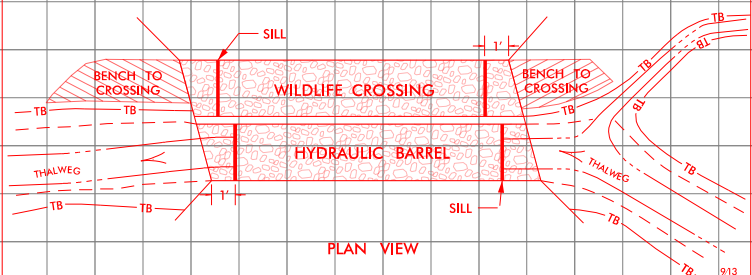 TB
TB
SILL
1'
BENCH TO
CROSSING
WILDLIFE CROSSING
BENCH TO
CROSSING
TB
TB
TB
TB
TB
HYDRAULIC BARREL
THALWEG
THALWEG
TB
1'
SILL
TB
TB
TB
PLAN VIEW
TB
9/13